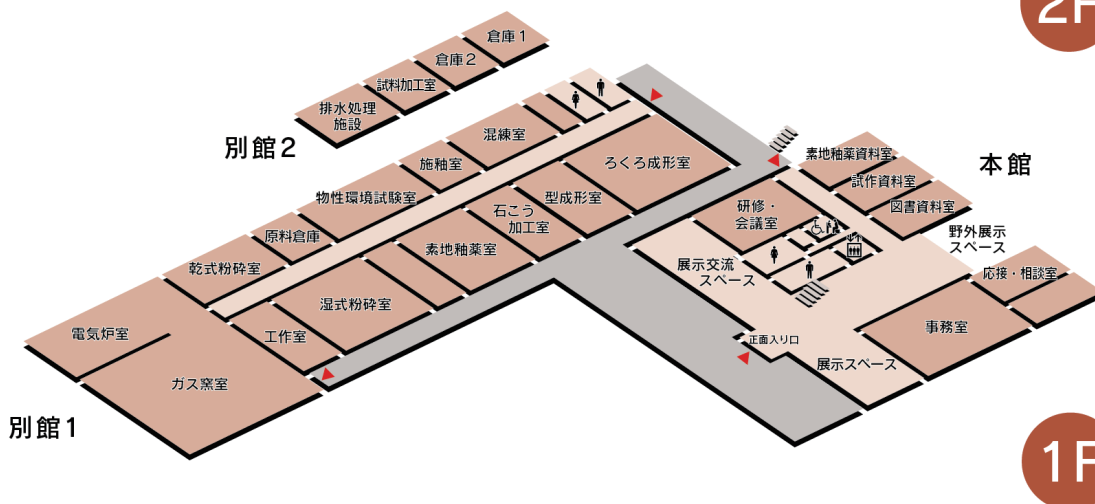 2F
倉庫1
倉庫2
試料加工室
排水処理
施設
別館2
混練室
施釉室
物性環境試験室
原料倉庫
乾式粉砕室
電気炉室
ガス窯室
別館1
工作室
湿式粉砕室
素地釉薬室
石こう
加工室
型成形室
ろくろ成形室
本館
素地釉薬資料室
試作資料室
図書資料室
研修・
会議室
野外展示
スペース
展示交流
スペース
応接・相談室
事務室
正面入り口
展示スペース
1F